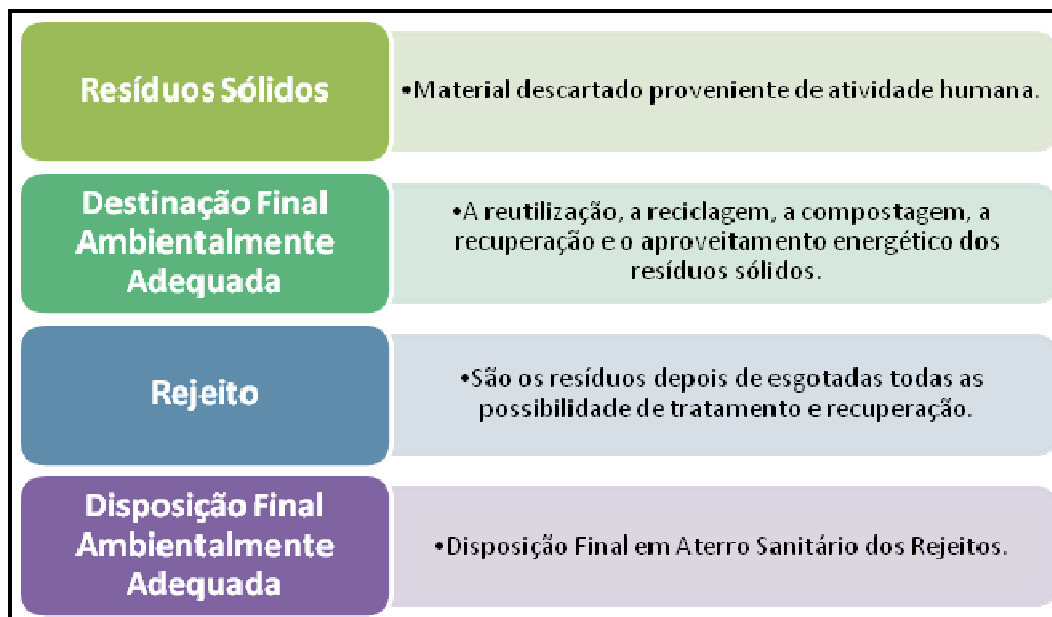 Resíduos Sólidos
•Material descartado proveniente de atividade humana.
Destinação Final
Ambientalmente
Adequada
•A reutilização, a reciclagem, a compostagem, a
recuperação e o aproveitamento energético dos
resíduos sólidos.
Rejeito
•São os resíduos depois de esgotadas todas as
possibilidade de tratamento e recuperação.
Disposição Final
Ambientalmente
Adequada
•Disposição Final em Aterro Sanitário dos Rejeitos.